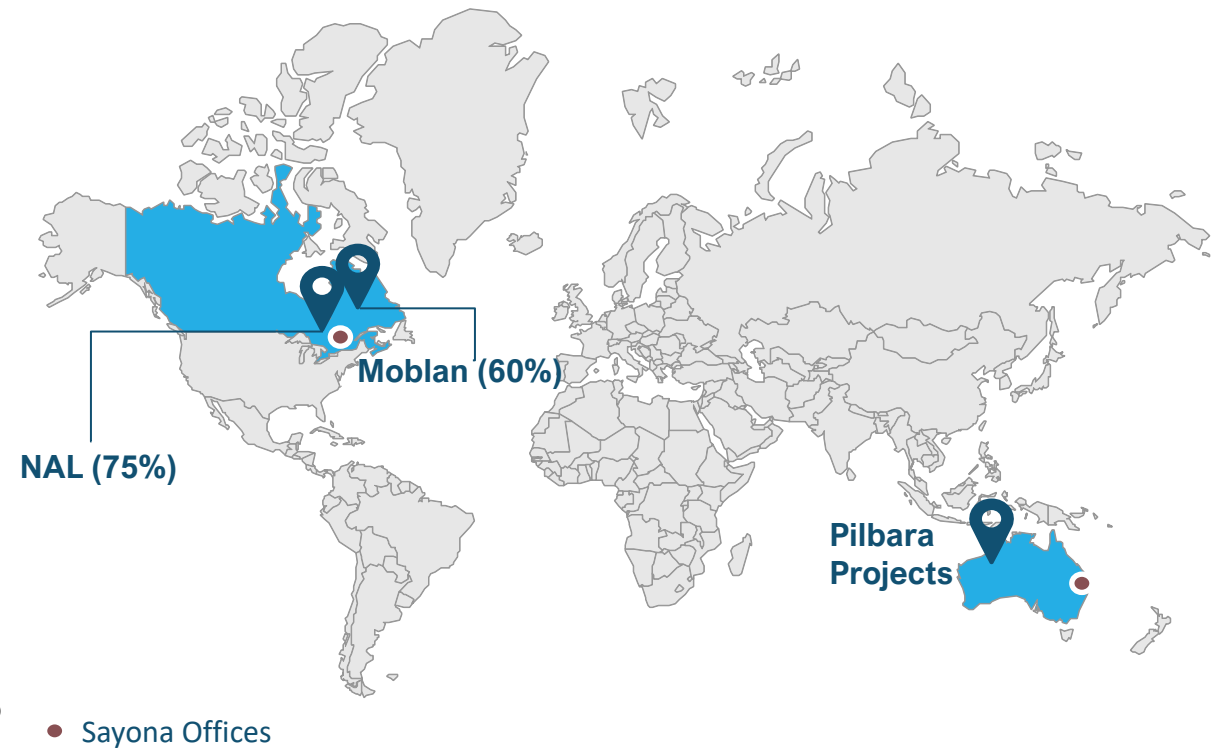 Moblan (60%)
NAL (75%)
Pilbara
Projects
Sayona Offices